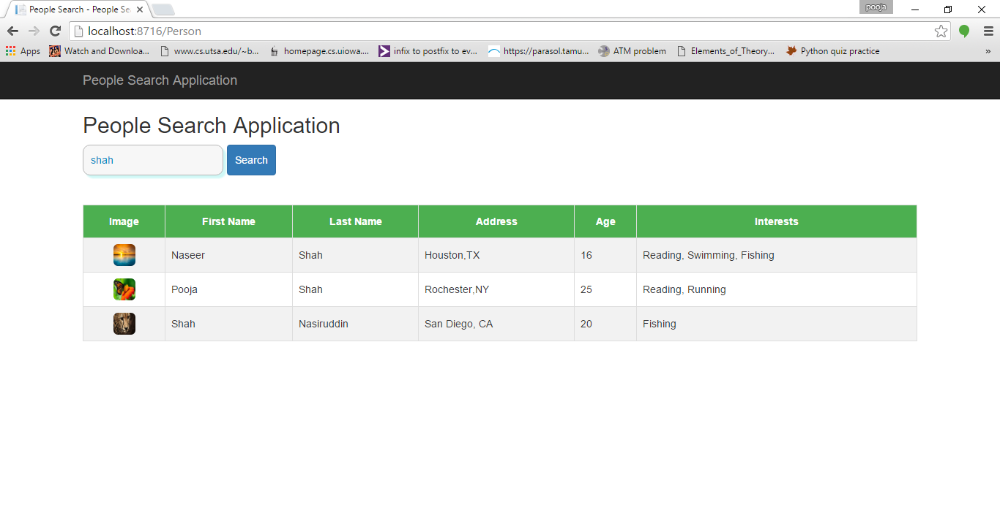 People Search - People Se
pooja
localhost:8716/Person
Apps Watch and Downloa... www.cs.utsa.edu/~b... homepage.cs.uiowa.... infix to postfix to ev... https://parasol.tamu... ATM problem Elements_of_Theory... Python quiz practice »
People Search Application
People Search Application
shah Search
Image First Name Last Name Address Age Interests
Naseer Shah Houston,TX 16 Reading, Swimming, Fishing
Pooja Shah Rochester,NY 25 Reading, Running
Shah Nasiruddin San Diego, CA 20 Fishing